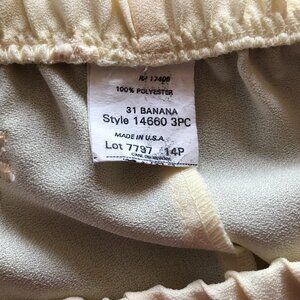 RN 17406
100% POLYESTER
31 BANANA
Style 14660 3PC
MADE IN U.S.A.
Lot 7797 14P